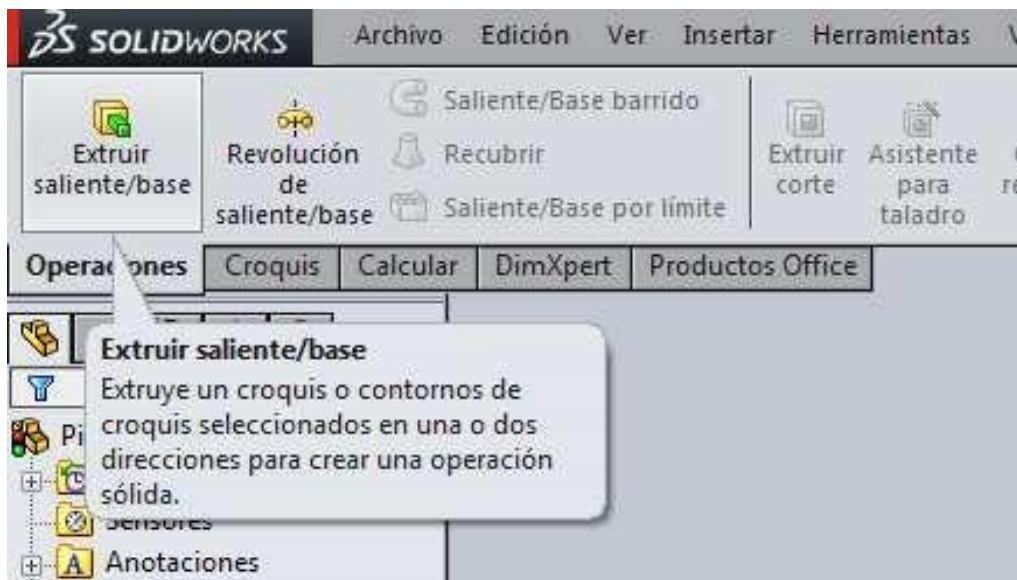 SOLIDWORKS Archivo Edición Ver Insertar Herramientas
Extruir saliente/base
Revolución de saliente/base
Saliente/Base barrido
Recubrir
Saliente/Base por límite
Extruir corte
Asistente para taladro
Operaciones Croquis Calcular DimXpert Productos Office
Extruir saliente/base
Extruye un croquis o contornos de
croquis seleccionados en una o dos
direcciones para crear una operación
sólida.
Sensores
Anotaciones